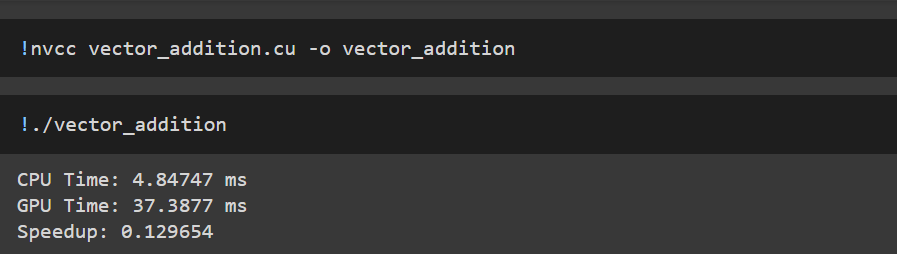 !nvcc vector_addition.cu -o vector_addition
!./vector_addition
CPU Time: 4.84747 ms
GPU Time: 37.3877 ms
Speedup: 0.129654